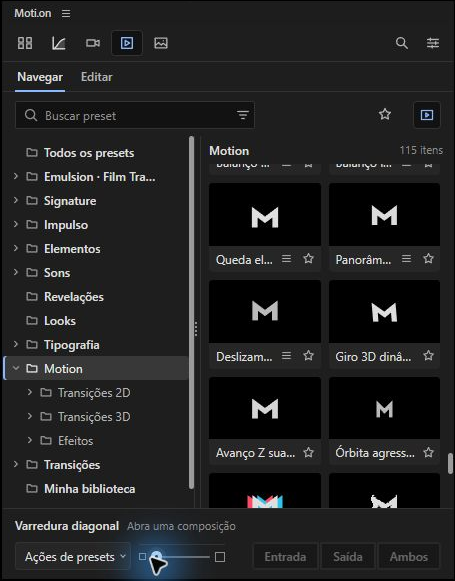 Moti.on
Navegar
Editar
Buscar preset
Todos os presets
Emulsion · Film Tra...
Signature
Impulso
Elementos
Sons
Revelações
Looks
Tipografia
Motion
Transições 2D
Transições 3D
Efeitos
Transições
Minha biblioteca
Motion
115 itens
Balanço ...
Balanço i...
Queda el...
Panorâm...
Deslizam...
Giro 3D dinâ...
Avanço Z sua...
Órbita agress...
Varredura diagonal
Abra uma composição
Ações de presets
Entrada
Saída
Ambos